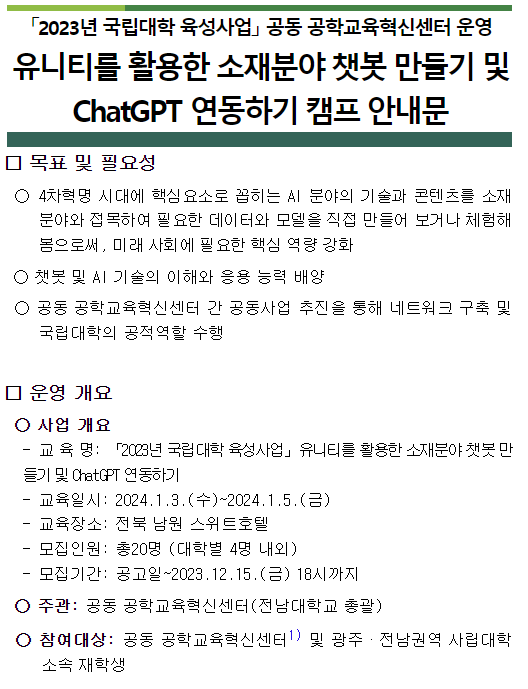 「2023년 국립대학 육성사업」 공동 공학교육혁신센터 운영
유니티를 활용한 소재분야 챗봇 만들기 및
ChatGPT 연동하기 캠프 안내문
□ 목표 및 필요성
○ 4차혁명 시대에 핵심요소로 꼽히는 AI 분야의 기술과 콘텐츠를 소재
분야와 접목하여 필요한 데이터와 모델을 직접 만들어 보거나 체험해
봄으로써, 미래 사회에 필요한 핵심 역량 강화
○ 챗봇 및 AI 기술의 이해와 응용 능력 배양
○ 공동 공학교육혁신센터 간 공동사업 추진을 통해 네트워크 구축 및
국립대학의 공적역할 수행
□ 운영 개요
○ 사업 개요
- 교 육 명: 「2023년 국립대학 육성사업」 유니티를 활용한 소재분야 챗봇 만
들기 및 ChatGPT 연동하기
- 교육일시: 2024.1.3.(수)~2024.1.5.(금)
- 교육장소: 전북 남원 스위트호텔
- 모집인원: 총20명 (대학별 4명 내외)
- 모집기간: 공고일~2023.12.15.(금) 18시까지
○ 주관: 공동 공학교육혁신센터(전남대학교 총괄)
○ 참여대상: 공동 공학교육혁신센터1) 및 광주·전남권역 사립대학
소속 재학생